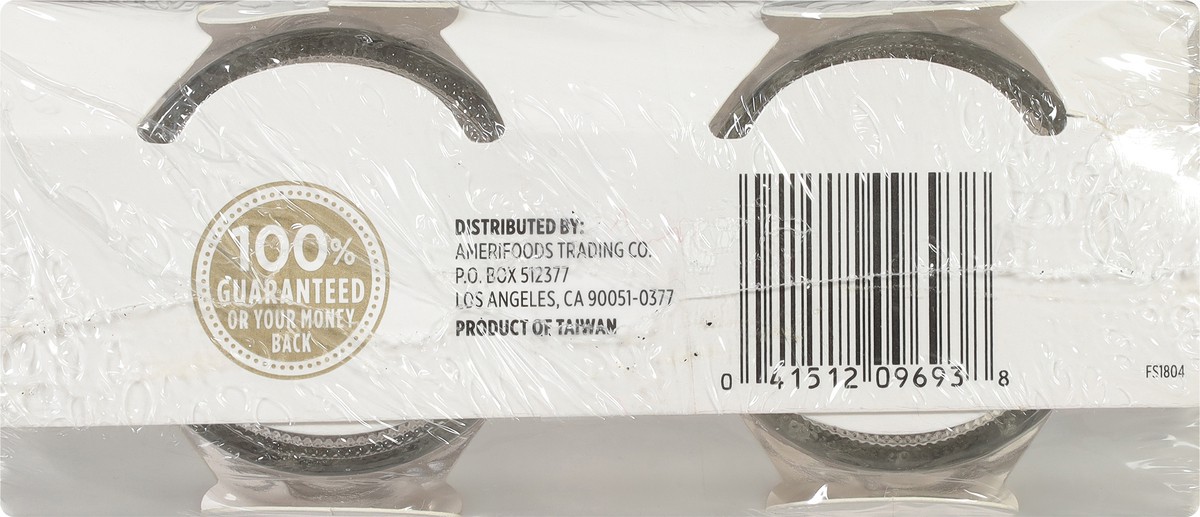 100%
GUARANTEED
OR YOUR MONEY
BACK
DISTRIBUTED BY:
AMERIFOODS TRADING CO.
P.O. BOX 512377
LOS ANGELES, CA 90051-0377
PRODUCT OF TAIWAN
0 41512 09693 8
FS1804